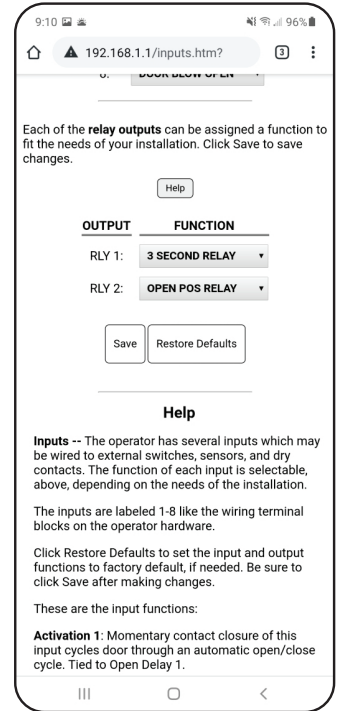 9:10 96%
192.168.1.1/inputs.htm? 3
8: DOOR BLOW OPEN
Each of the relay outputs can be assigned a function to
fit the needs of your installation. Click Save to save
changes.
Help
OUTPUT FUNCTION
RLY 1: 3 SECOND RELAY
RLY 2: OPEN POS RELAY
Save Restore Defaults
Help
Inputs -- The operator has several inputs which may
be wired to external switches, sensors, and dry
contacts. The function of each input is selectable,
above, depending on the needs of the installation.
The inputs are labeled 1-8 like the wiring terminal
blocks on the operator hardware.
Click Restore Defaults to set the input and output
functions to factory default, if needed. Be sure to
click Save after making changes.
These are the input functions:
Activation 1: Momentary contact closure of this
input cycles door through an automatic open/close
cycle. Tied to Open Delay 1.